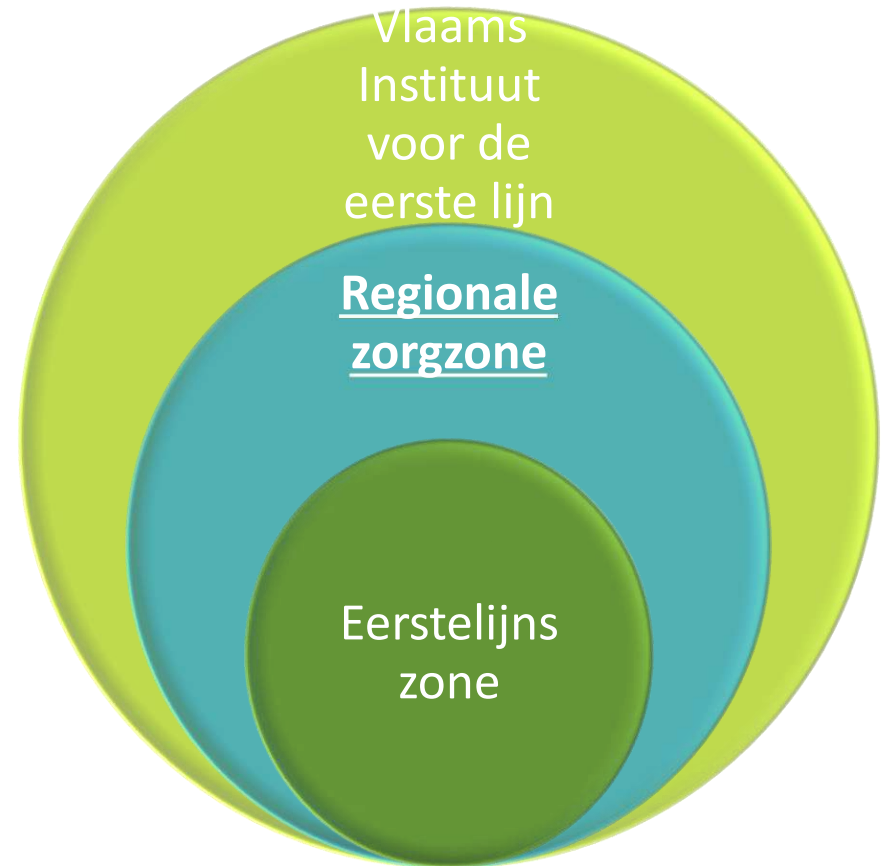 Vlaams
Instituut
voor de
eerste lijn
Regionale
zorgzone
Eerstelijns
zone